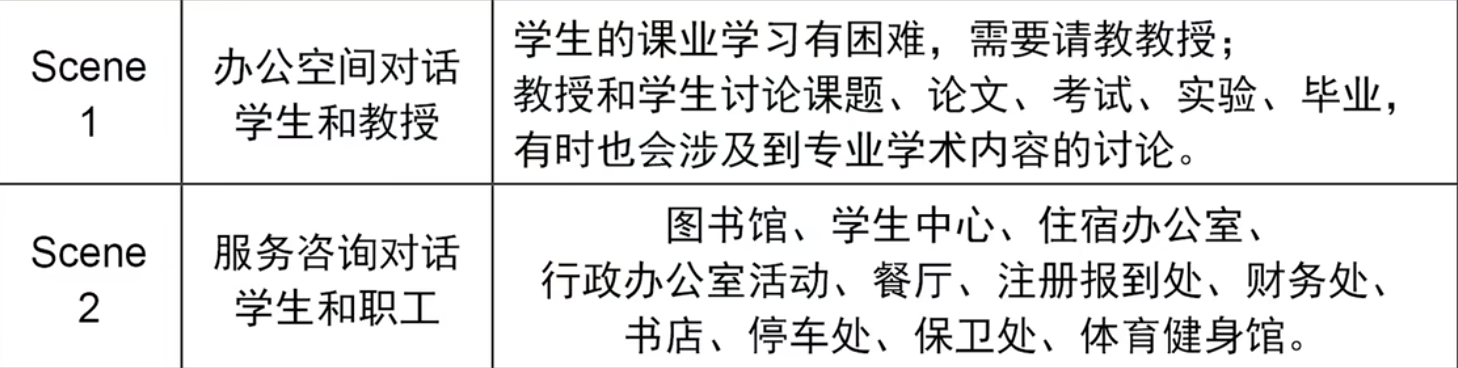 Scene
1
办公空间对话
学生和教授
学生的课业学习有困难，需要请教教授；
教授和学生讨论课题、论文、考试、实验、毕业，
有时也会涉及到专业学术内容的讨论。
Scene
2
服务咨询对话
学生和职工
图书馆、学生中心、住宿办公室、
行政办公室活动、餐厅、注册报到处、财务处、
书店、停车处、保卫处、体育健身馆。